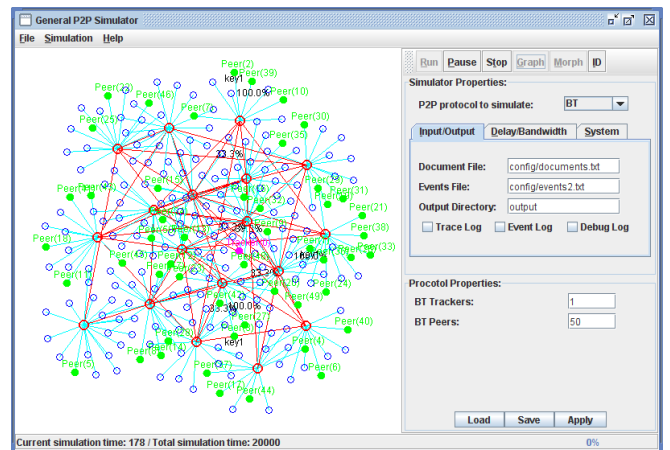 General P2P Simulator
File Simulation Help
Run Pause Stop Graph Morph ID
Simulator Properties:
P2P protocol to simulate: BT
Input/Output Delay/Bandwidth System
Document File: config/documents.txt
Events File: config/events2.txt
Output Directory: output
Trace Log Event Log Debug Log
Procotol Properties:
BT Trackers: 1
BT Peers: 50
Load Save Apply
Peer(2)
Peer(39)
key1
100.0%
Peer(10)
Peer(46)
Peer(7)
Peer(30)
Peer(35)
33.3%
Peer(31)
Peer(21)
Peer(38)
Peer(33)
Peer(18)
Peer(11)
Peer(24)
Peer(49)
100.0%
Peer(27)
Peer(40)
key1
Peer(4)
Peer(5)
Peer(6)
Peer(44)
Current simulation time: 178 / Total simulation time: 20000
0%